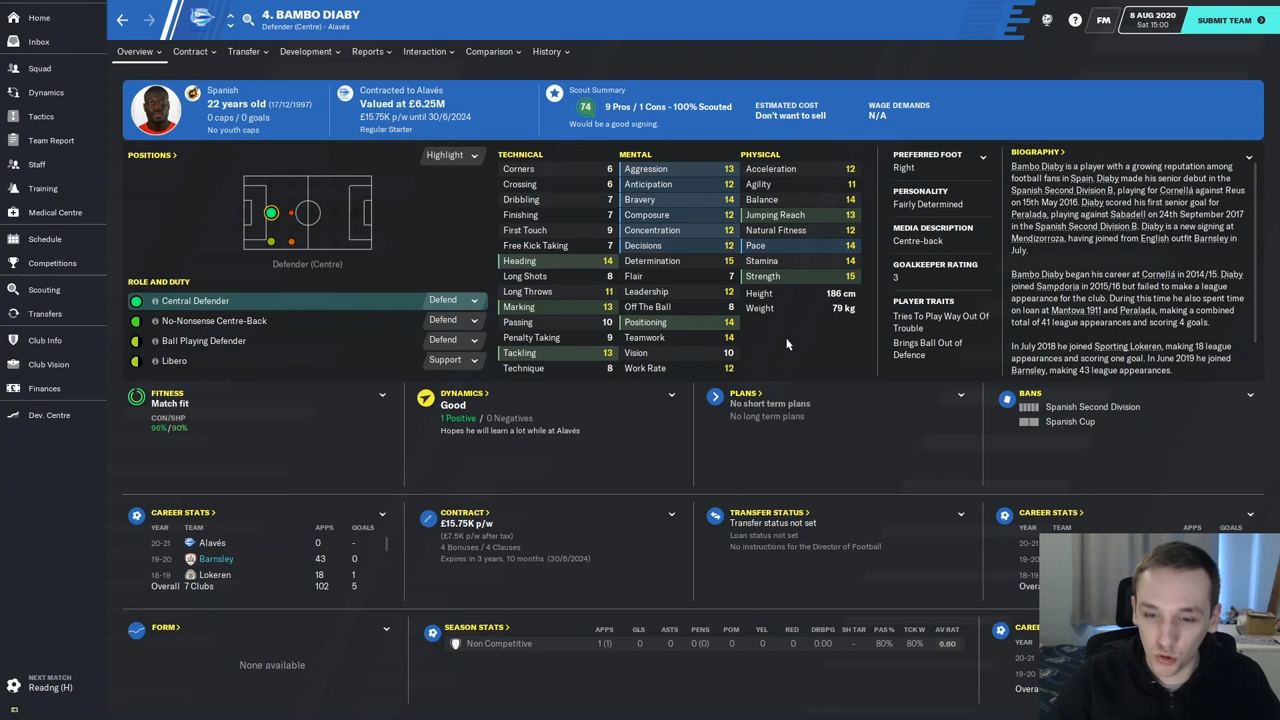 Home
Inbox
Squad
Dynamics
Tactics
Team Report
Staff
Training
Medical Centre
Schedule
Competitions
Scouting
Transfers
Club Info
Club Vision
Finances
Dev. Centre
NEXT MATCH
Readng (H)
4. BAMBO DIABY
Defender (Centre) - Alavés
FM
8 AUG 2020
Sat 15:00
SUBMIT TEAM
Overview Contract Transfer Development Reports Interaction Comparison History
Spanish
22 years old (17/12/1997)
0 caps / 0 goals
No youth caps
Contracted to Alavés
Valued at £6.25M
£15.75K p/w until 30/6/2024
Regular Starter
Scout Summary
74 9 Pros / 1 Cons - 100% Scouted
Would be a good signing.
ESTIMATED COST
Don't want to sell
WAGE DEMANDS
N/A
POSITIONS
Highlight
Defender (Centre)
ROLE AND DUTY
Central Defender Defend
No-Nonsense Centre-Back Defend
Ball Playing Defender Defend
Libero Support
TECHNICAL
Corners 6
Crossing 6
Dribbling 7
Finishing 7
First Touch 9
Free Kick Taking 7
Heading 14
Long Shots 8
Long Throws 11
Marking 13
Passing 10
Penalty Taking 9
Tackling 13
Technique 8
MENTAL
Aggression 13
Anticipation 12
Bravery 14
Composure 12
Concentration 12
Decisions 12
Determination 15
Flair 7
Leadership 12
Off The Ball 8
Positioning 14
Teamwork 14
Vision 10
Work Rate 12
PHYSICAL
Acceleration 12
Agility 11
Balance 14
Jumping Reach 13
Natural Fitness 12
Pace 14
Stamina 14
Strength 15
Height 186 cm
Weight 79 kg
PREFERRED FOOT
Right
PERSONALITY
Fairly Determined
MEDIA DESCRIPTION
Centre-back
GOALKEEPER RATING
3
PLAYER TRAITS
Tries To Play Way Out Of
Trouble
Brings Ball Out of
Defence
BIOGRAPHY
Bambo Diaby is a player with a growing reputation
among football fans in Spain. Diaby made his senior debut in the
Spanish Second Division B, playing for Cornellá against Reus
on 15th May 2016. Diaby scored his first senior goal for
Peralada, playing against Sabadell on 24th September 2017
in the Spanish Second Division B. Diaby is a new signing at
Mendizorroza, having joined from English outfit Barnsley in
July.
Bambo Diaby began his career at Cornellá in 2014/15. Diaby
joined Sampdoria in 2015/16 but failed to make a league
appearance for the club. During this time he also spent time
on loan at Mantova 1911 and Peralada, making a combined
total of 41 league appearances and scoring 4 goals.
In July 2018 he joined Sporting Lokeren, making 18 league
appearances and scoring one goal. In June 2019 he joined
Barnsley, making 43 league appearances.
FITNESS
Match fit
CON/SHP
96%/90%
DYNAMICS
Good
1 Positive / 0 Negatives
Hopes he will learn a lot while at Alavés
PLANS
No short term plans
No long term plans
BANS
Spanish Second Division
Spanish Cup
CAREER STATS
YEAR TEAM APPS GOALS
20-21 Alavés 0 -
19-20 Barnsley 43 0
18-19 Lokeren 18 1
Overall 7 Clubs 102 5
CONTRACT
£15.75K p/w
(£7.5K p/w after tax)
4 Bonuses / 4 Clauses
Expires in 3 years, 10 months (30/6/2024)
TRANSFER STATUS
Transfer status not set
Loan status not set
No instructions for the Director of Football
CAREER STATS
YEAR TEAM APPS GOALS
20-21
19-20
18-19
Overa
FORM
None available
SEASON STATS
APPS GLS ASTS PENS POM YEL RED DRBPG SH TAR PAS % TCK W AV RAT
Non Competitive 1 (1) 0 0 0 (0) 0 0 0 0.00 - 80% 80% 6.60
CAREE
YEAR
20-21
19-20
Overa